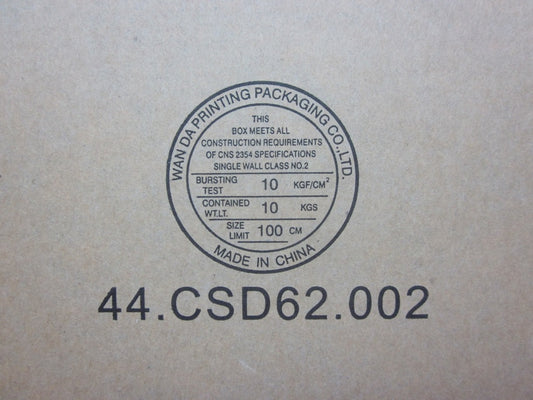 WAN DA PRINTING PACKAGING CO.,LTD.
THIS
BOX MEETS ALL
CONSTRUCTION REQUIREMENTS
OF CNS 2354 SPECIFICATIONS
SINGLE WALL CLASS NO.2
BURSTING TEST 10 KGF/CM²
CONTAINED WT.LT. 10 KGS
SIZE LIMIT 100 CM
MADE IN CHINA
44.CSD62.002